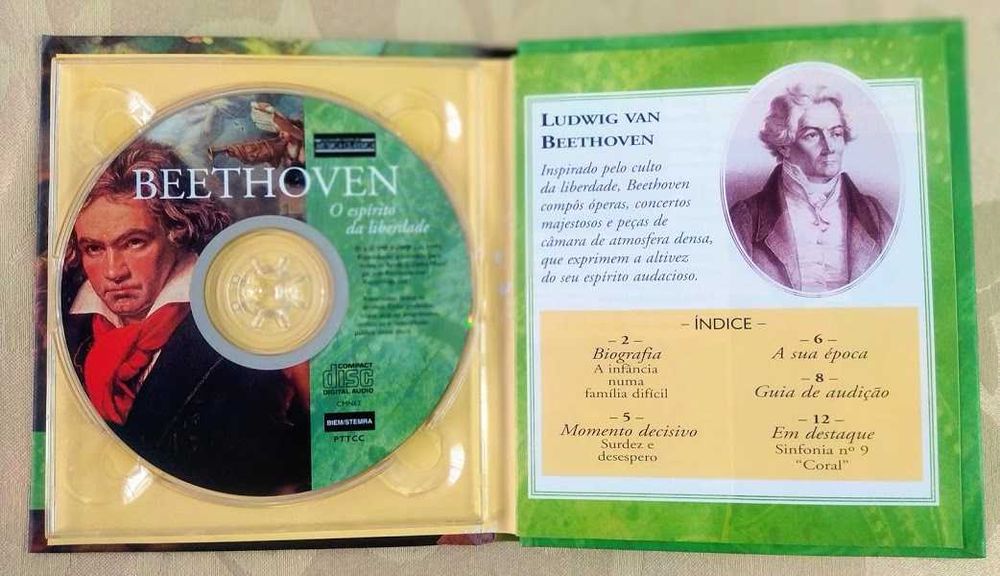 BEETHOVEN
O espírito
da liberdade
COMPACT
disc
DIGITAL AUDIO
BIEM/STEMRA
PTTCC
LUDWIG VAN
BEETHOVEN
Inspirado pelo culto
da liberdade, Beethoven
compôs óperas, concertos
majestosos e peças de
câmara de atmosfera densa,
que exprimem a altivez
do seu espírito audacioso.
– ÍNDICE –
– 2 –
Biografia
A infância
numa
família difícil
– 5 –
Momento decisivo
Surdez e
desespero
– 6 –
A sua época
– 8 –
Guia de audição
– 12 –
Em destaque
Sinfonia nº 9
“Coral”